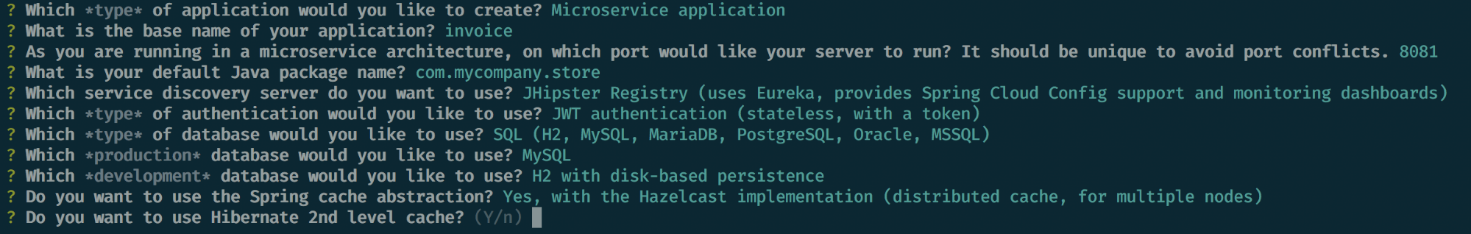 ? Which *type* of application would you like to create? Microservice application
? What is the base name of your application? invoice
? As you are running in a microservice architecture, on which port would like your server to run? It should be unique to avoid port conflicts. 8081
? What is your default Java package name? com.mycompany.store
? Which service discovery server do you want to use? JHipster Registry (uses Eureka, provides Spring Cloud Config support and monitoring dashboards)
? Which *type* of authentication would you like to use? JWT authentication (stateless, with a token)
? Which *type* of database would you like to use? SQL (H2, MySQL, MariaDB, PostgreSQL, Oracle, MSSQL)
? Which *production* database would you like to use? MySQL
? Which *development* database would you like to use? H2 with disk-based persistence
? Do you want to use the Spring cache abstraction? Yes, with the Hazelcast implementation (distributed cache, for multiple nodes)
? Do you want to use Hibernate 2nd level cache? (Y/n)